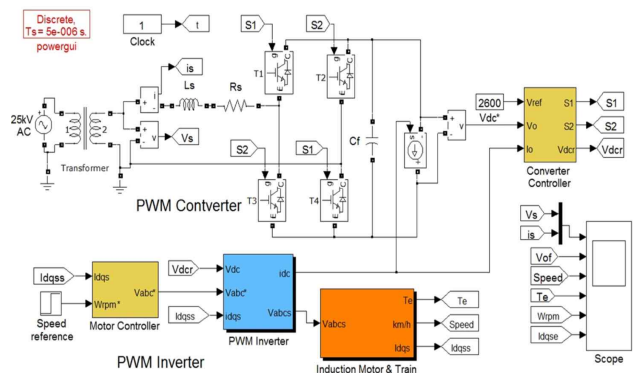 Discrete,
Ts = 5e-006 s.
powergui
1
Clock
t
is
Ls
Rs
25kV
AC
1
2
Transformer
+
-
i
+
-
v
Vs
S1
S2
g
C
E
T1
g
C
E
T2
S2
S1
g
C
E
T3
g
C
E
T4
Cf
s
+
-
v
PWM Contverter
2600
Vdc*
Vref
Vo
Io
S1
S2
Vdcr
S1
S2
Vdcr
Converter
Controller
Vs
is
Vof
Speed
Te
Wrpm
Idqse
Scope
Idqss
Speed
reference
Idqs
Wrpm*
Vabc*
Motor Controller
Vdcr
Idqss
Vdc
Vabc*
idqs
idc
Vabcs
PWM Inverter
Vabcs
Te
km/h
Idqs
Te
Speed
Idqss
Induction Motor & Train
PWM Inverter